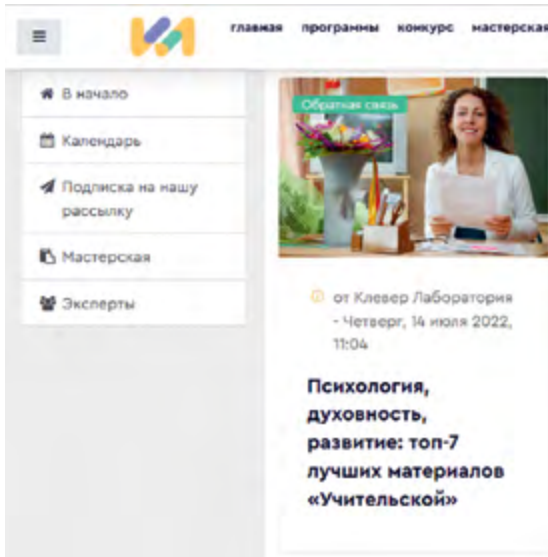 главная программы конкурс мастерская
В начало
Календарь
Подписка на нашу
рассылку
Мастерская
Эксперты
Обратная связь
от Клевер Лаборатория
- Четверг, 14 июля 2022,
11:04
Психология,
духовность,
развитие: топ-7
лучших материалов
«Учительской»